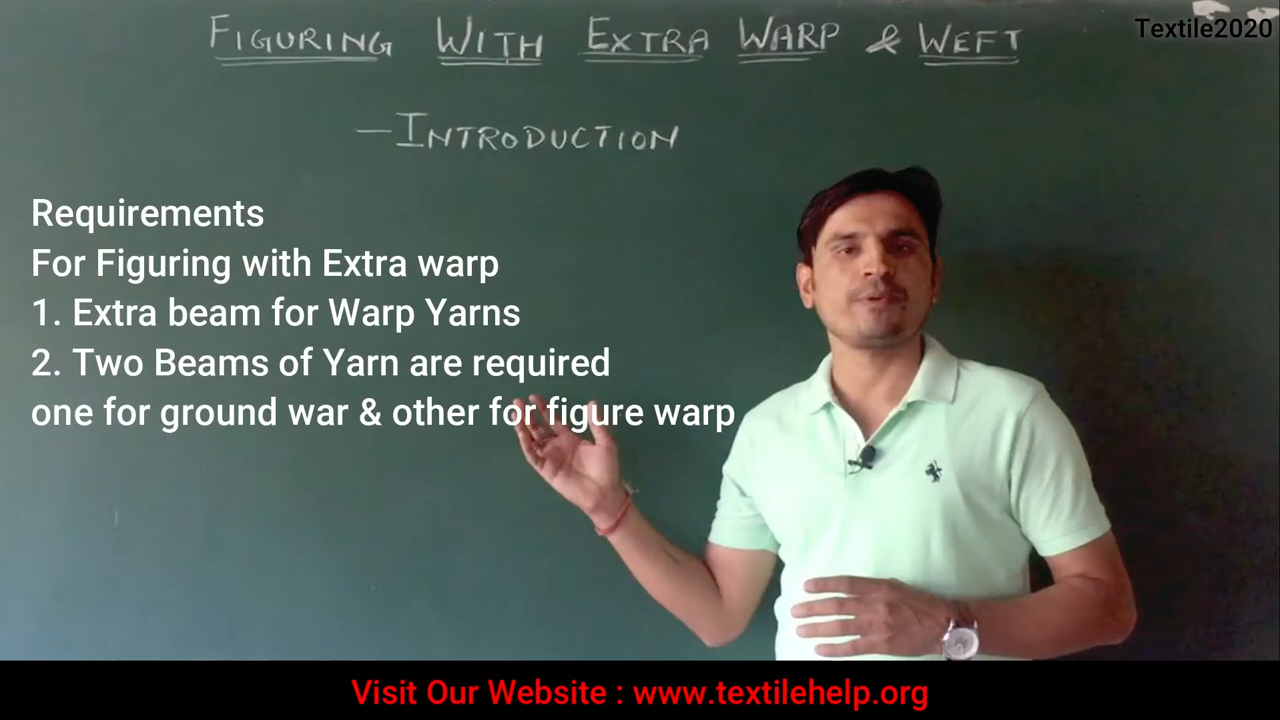 FIGURING WITH EXTRA WARP & WEFT
Textile2020
—INTRODUCTION
Requirements
For Figuring with Extra warp
1. Extra beam for Warp Yarns
2. Two Beams of Yarn are required
one for ground war & other for figure warp
Visit Our Website : www.textilehelp.org